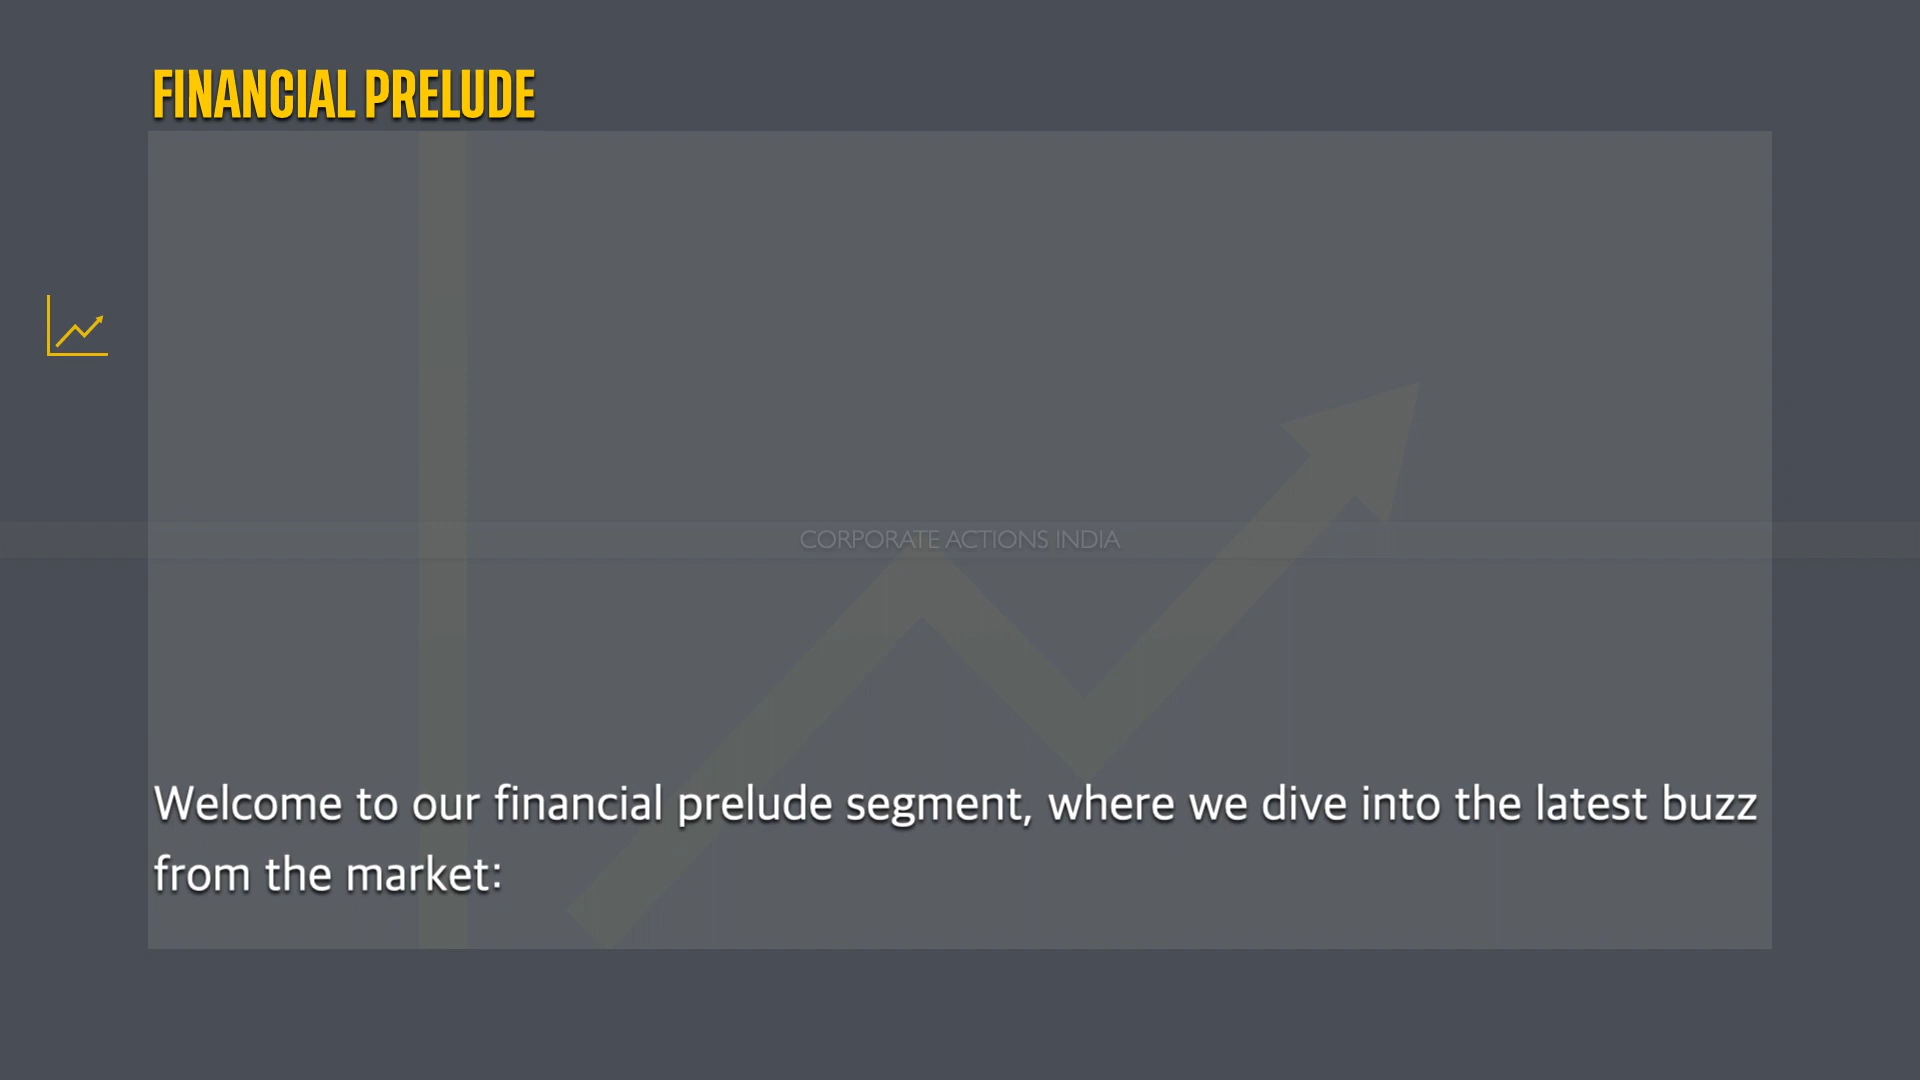 FINANCIAL PRELUDE
CORPORATE ACTIONS INDIA
Welcome to our financial prelude segment, where we dive into the latest buzz
from the market: